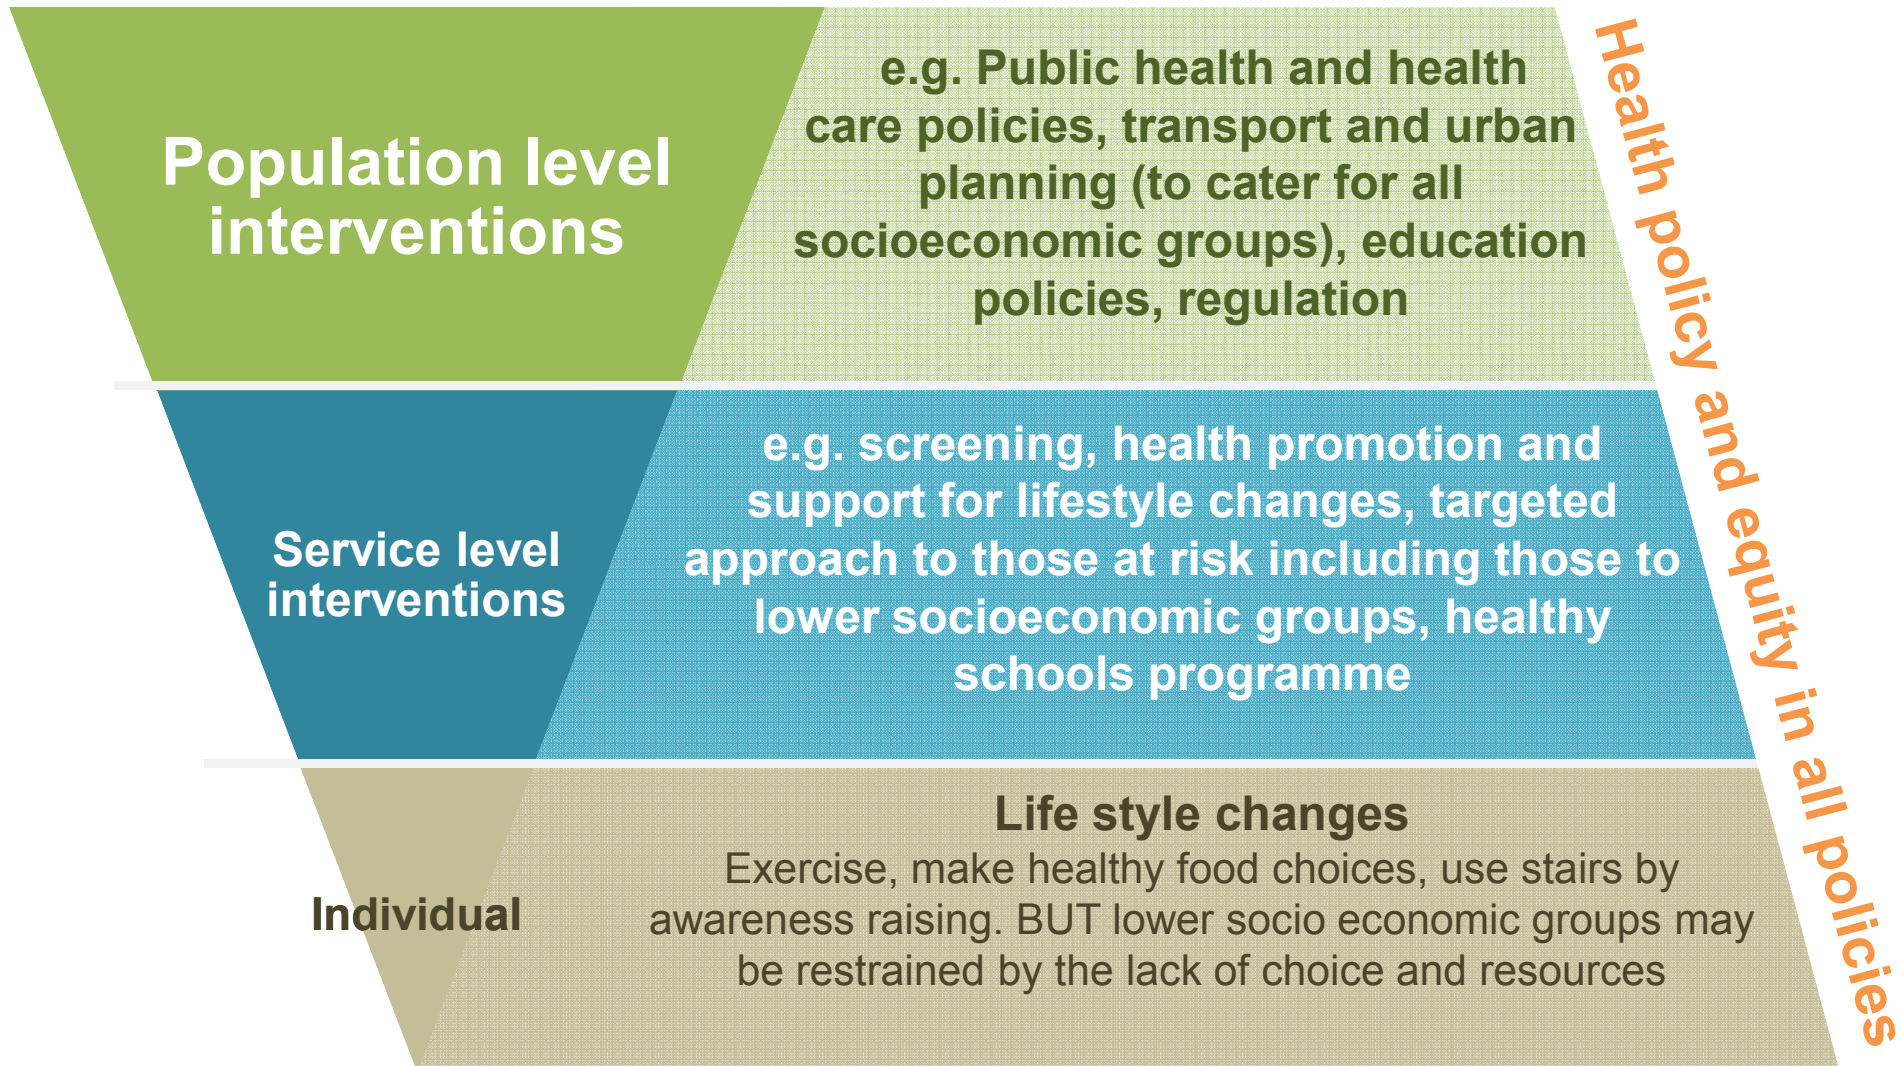 Population level
interventions
e.g. Public health and health
care policies, transport and urban
planning (to cater for all
socioeconomic groups), education
policies, regulation
Service level
interventions
e.g. screening, health promotion and
support for lifestyle changes, targeted
approach to those at risk including those to
lower socioeconomic groups, healthy
schools programme
Individual
Life style changes
Exercise, make healthy food choices, use stairs by
awareness raising. BUT lower socio economic groups may
be restrained by the lack of choice and resources
Health policy and equity in all policies